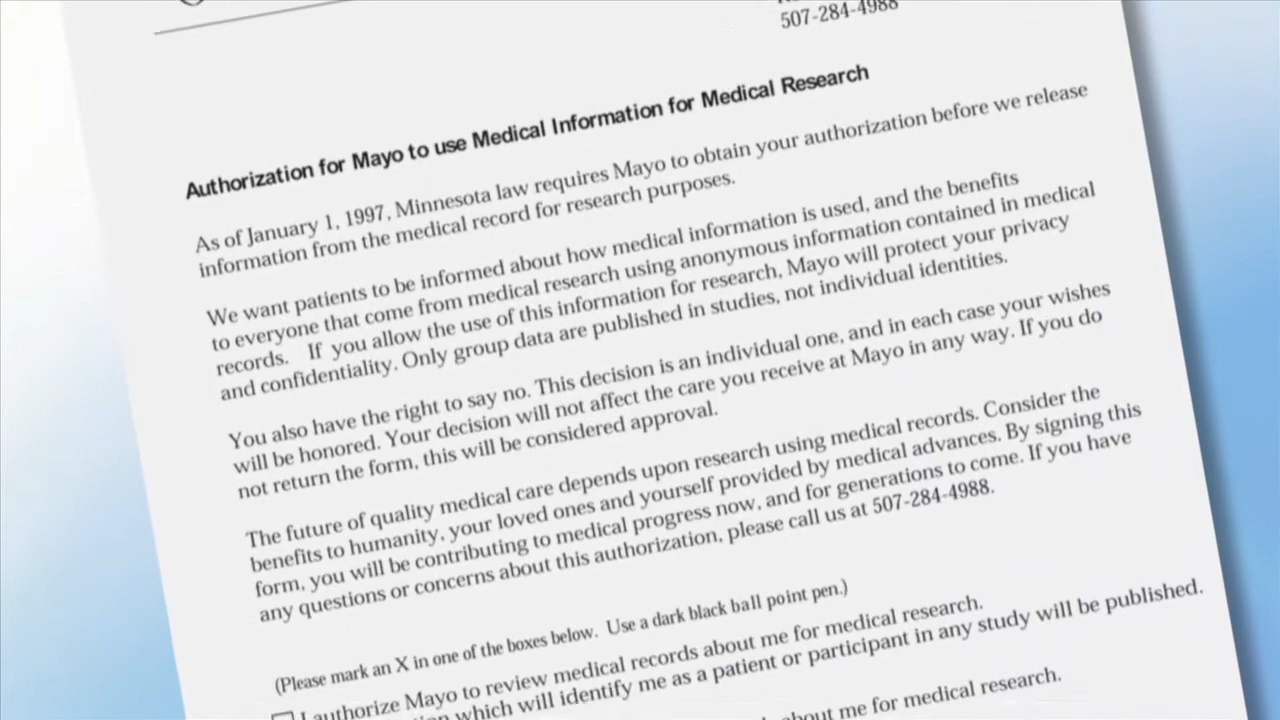 507-284-4988
Authorization for Mayo to use Medical Information for Medical Research
As of January 1, 1997, Minnesota law requires Mayo to obtain your authorization before we release
information from the medical record for research purposes.
We want patients to be informed about how medical information is used, and the benefits
to everyone that come from medical research using anonymous information contained in medical
records. If you allow the use of this information for research, Mayo will protect your privacy
and confidentiality. Only group data are published in studies, not individual identities.
You also have the right to say no. This decision is an individual one, and in each case your wishes
will be honored. Your decision will not affect the care you receive at Mayo in any way. If you do
not return the form, this will be considered approval.
The future of quality medical care depends upon research using medical records. Consider the
benefits to humanity, your loved ones and yourself provided by medical advances. By signing this
form, you will be contributing to medical progress now, and for generations to come. If you have
any questions or concerns about this authorization, please call us at 507-284-4988.
(Please mark an X in one of the boxes below. Use a dark black ball point pen.)
I authorize Mayo to review medical records about me for medical research.
which will identify me as a patient or participant in any study will be published.
about me for medical research.